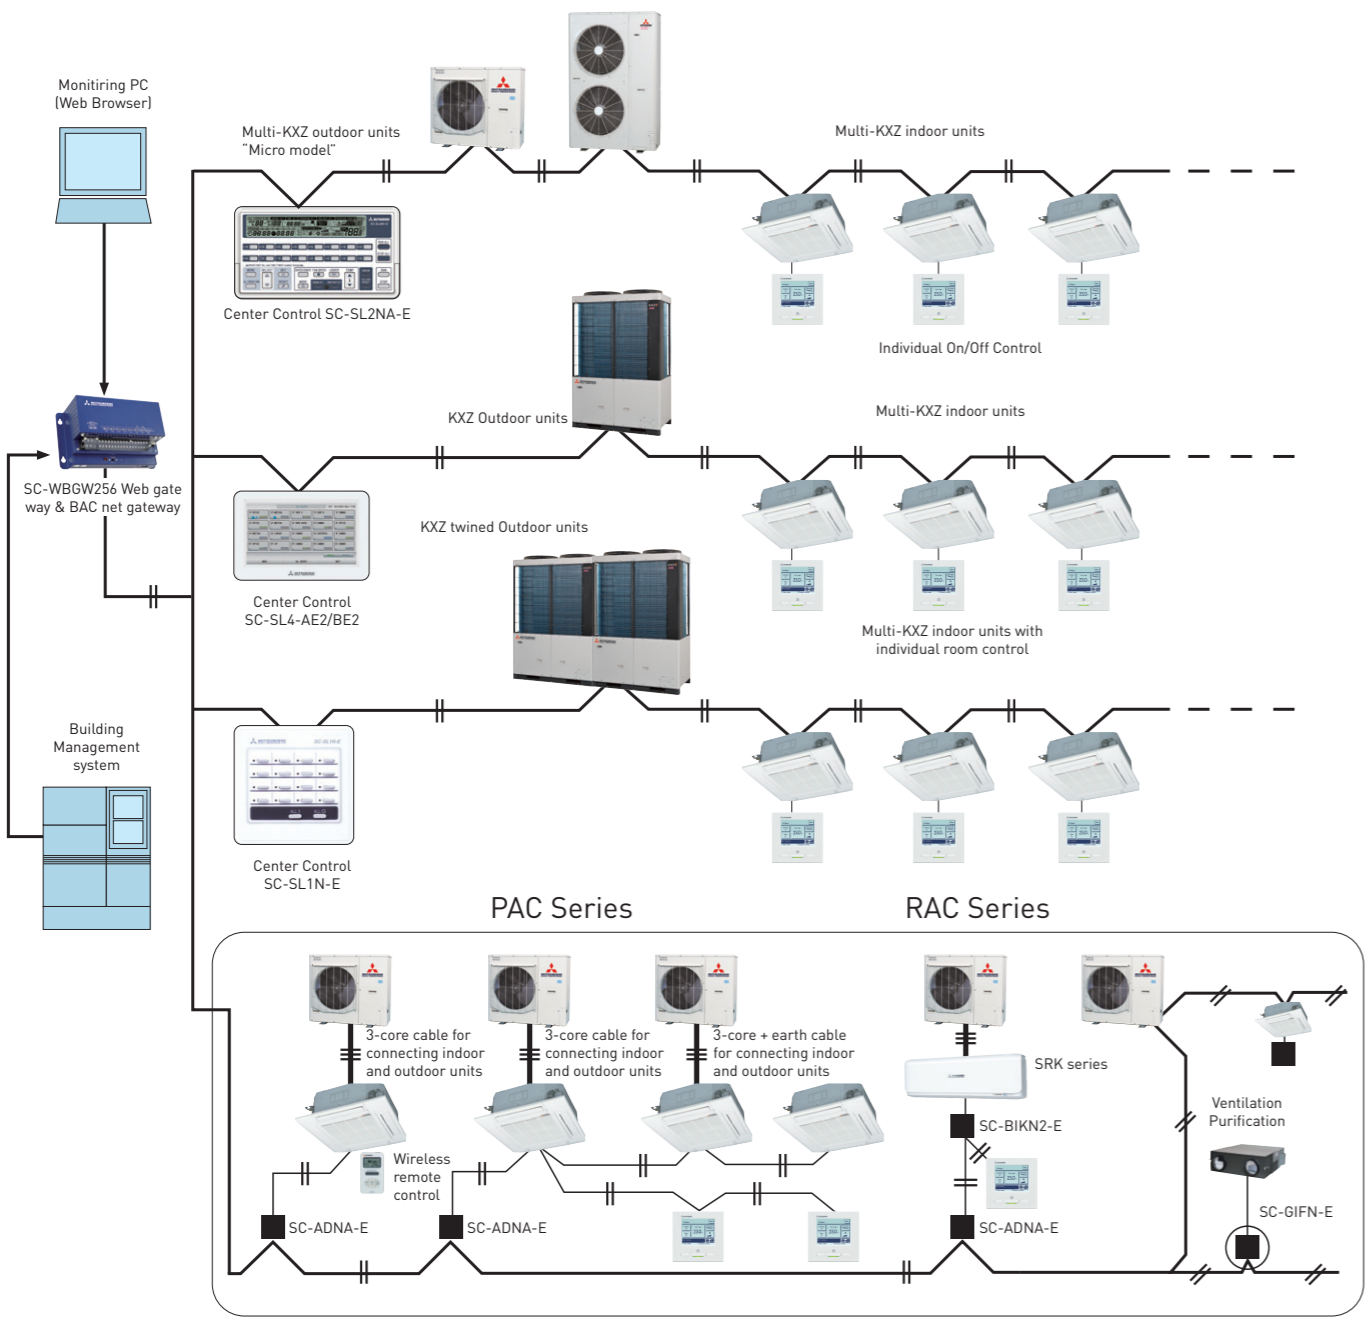 Monitiring PC
(Web Browser)
Multi-KXZ outdoor units
“Micro model”
Multi-KXZ indoor units
Center Control SC-SL2NA-E
Individual On/Off Control
KXZ Outdoor units
Multi-KXZ indoor units
SC-WBGW256 Web gate
way & BAC net gateway
KXZ twined Outdoor units
Center Control
SC-SL4-AE2/BE2
Multi-KXZ indoor units with
individual room control
Building
Management
system
SC-SL1N-E
Center Control
SC-SL1N-E
PAC Series
RAC Series
3-core cable for
connecting indoor
and outdoor units
3-core cable for
connecting indoor
and outdoor units
3-core + earth cable
for connecting indoor
and outdoor units
SRK series
Ventilation
Purification
SC-BIKN2-E
Wireless
remote
control
SC-ADNA-E
SC-ADNA-E
SC-ADNA-E
SC-GIFN-E